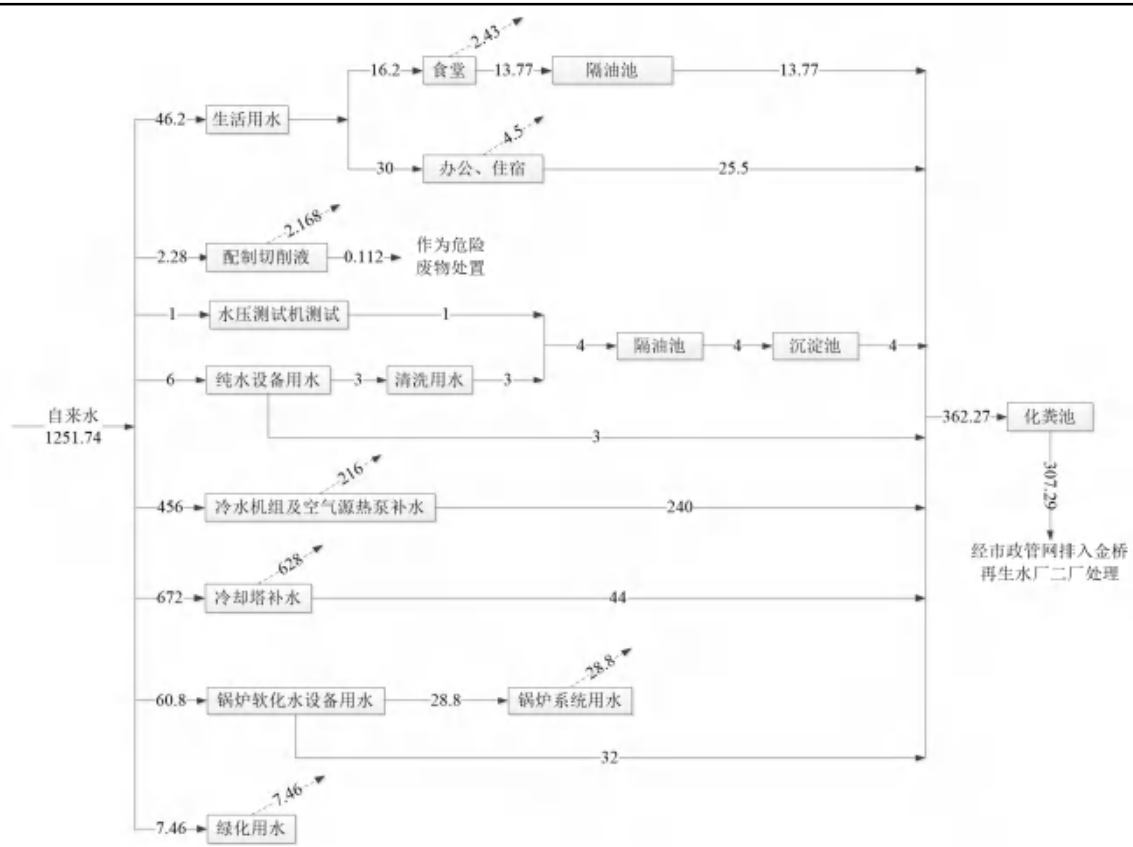 2.43
16.2
食堂
13.77
隔油池
13.77
46.2
生活用水
4.5
30
办公、住宿
25.5
2.168
2.28
配制切削液
0.112
作为危险
废物处置
1
水压测试机测试
1
4
隔油池
4
沉淀池
4
6
纯水设备用水
3
清洗用水
3
自来水
1251.74
362.27
化粪池
3
307.29
216
456
冷水机组及空气源热泵补水
240
经市政管网排入金桥
再生水厂二厂处理
628
672
冷却塔补水
44
28.8
60.8
锅炉软化水设备用水
28.8
锅炉系统用水
32
7.46
7.46
绿化用水